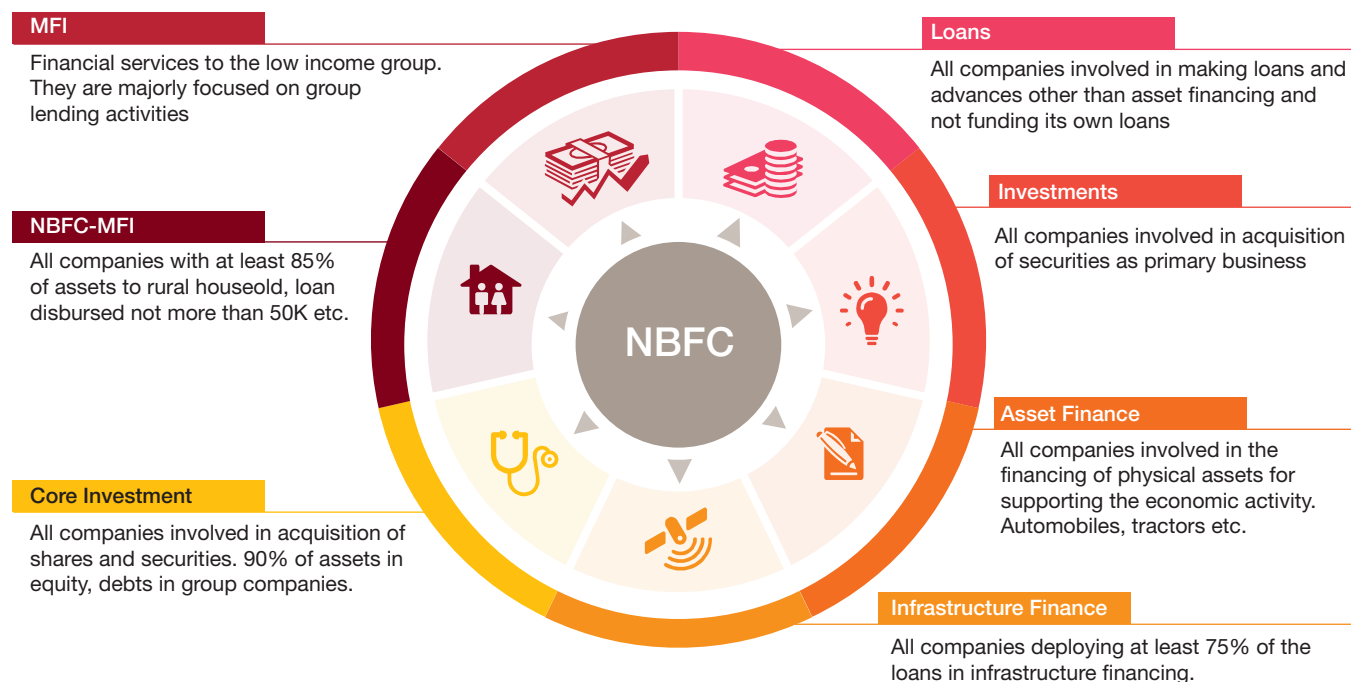 MFI
Financial services to the low income group.
They are majorly focused on group
lending activities
NBFC-MFI
All companies with at least 85%
of assets to rural houseold, loan
disbursed not more than 50K etc.
Core Investment
All companies involved in acquisition of
shares and securities. 90% of assets in
equity, debts in group companies.
NBFC
Loans
All companies involved in making loans and
advances other than asset financing and
not funding its own loans
Investments
All companies involved in acquisition
of securities as primary business
Asset Finance
All companies involved in the
financing of physical assets for
supporting the economic activity.
Automobiles, tractors etc.
Infrastructure Finance
All companies deploying at least 75% of the
loans in infrastructure financing.